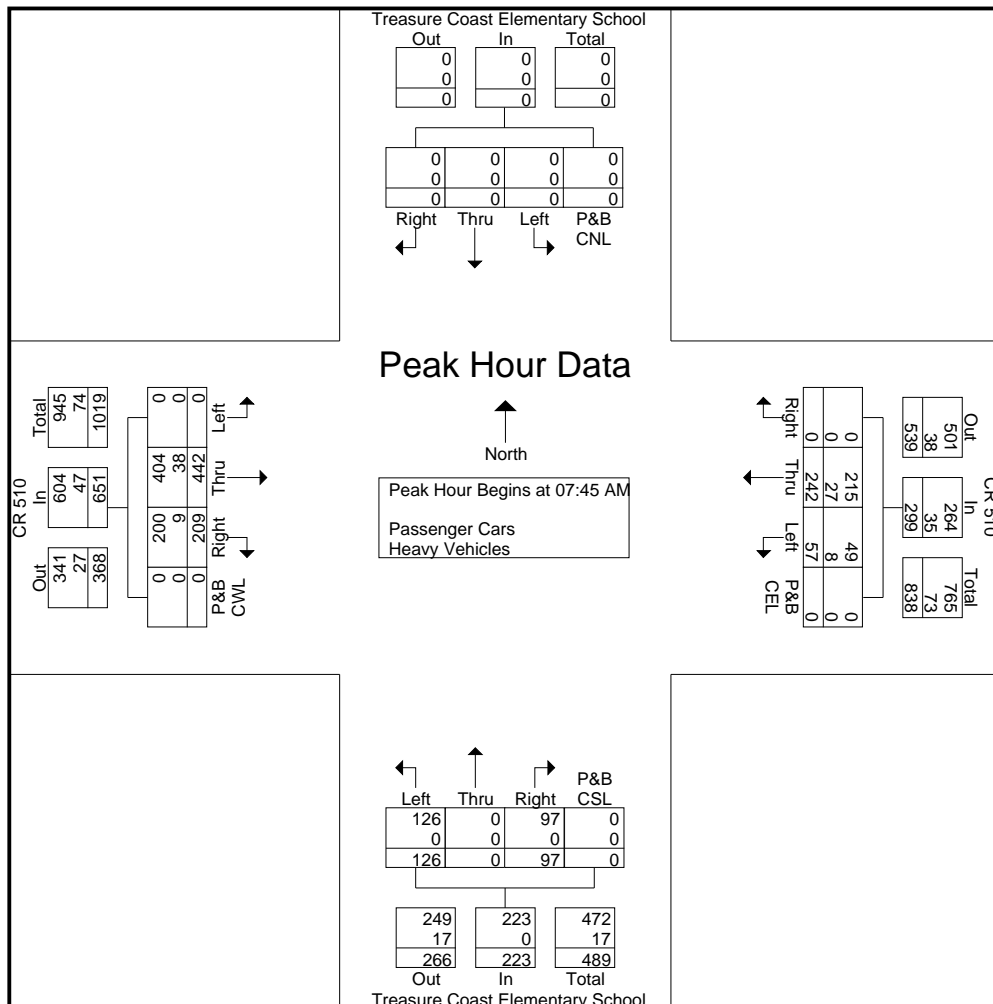 Treasure Coast Elementary School
Out In Total
0 0 0
0 0 0
0 0 0
0 0 0 0
0 0 0 0
0 0 0 0
Right Thru Left P&B
CNL
Peak Hour Data
North
Peak Hour Begins at 07:45 AM
Passenger Cars
Heavy Vehicles
CR 510
Total In Out
945 604 341
74 47 27
1019 651 368
0 404 200 0
0 38 9 0
0 442 209 0
Left Thru Right P&B
CWL
CR 510
Out In Total
501 264 765
38 35 73
539 299 838
0 215 49 0
0 27 8 0
0 242 57 0
Right Thru Left P&B
CEL
P&B
Left Thru Right CSL
126 0 97 0
0 0 0 0
126 0 97 0
249 223 472
17 0 17
266 223 489
Out In Total
Treasure Coast Elementary School